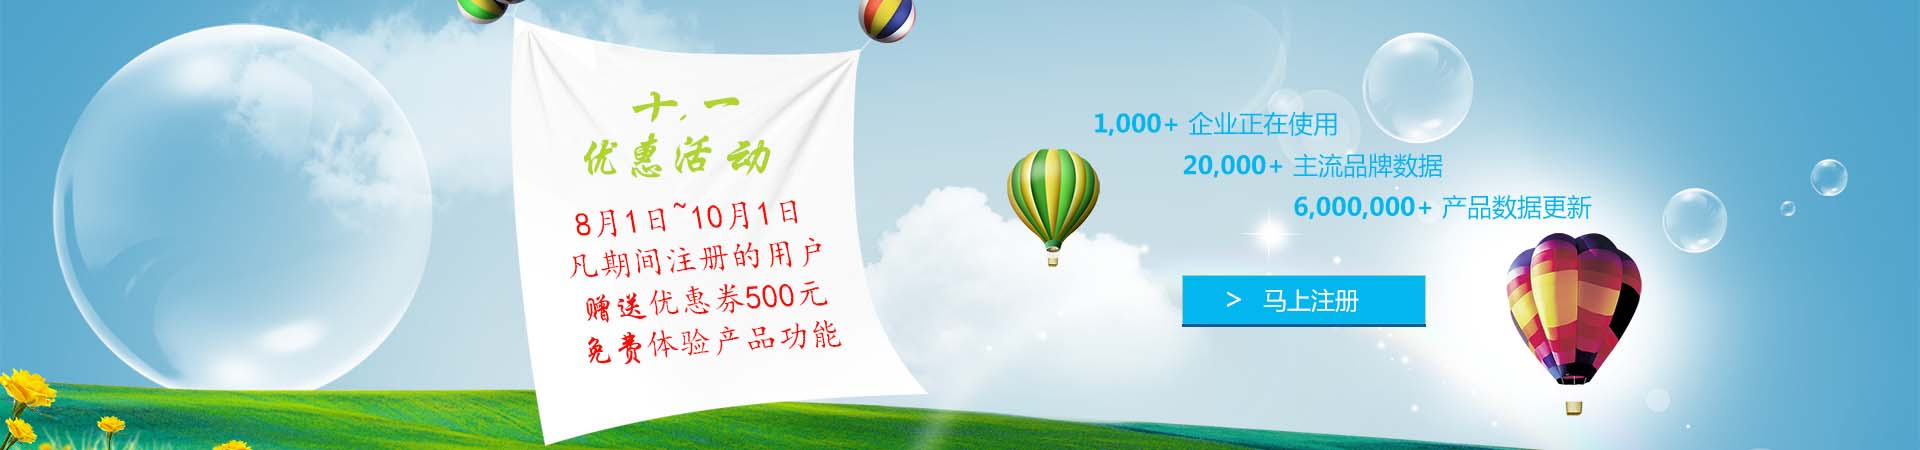 十,一
优惠活动
8月1日~10月1日
凡期间注册的用户
赠送优惠券500元
免费体验产品功能
1,000+ 企业正在使用
20,000+ 主流品牌数据
6,000,000+ 产品数据更新
> 马上注册